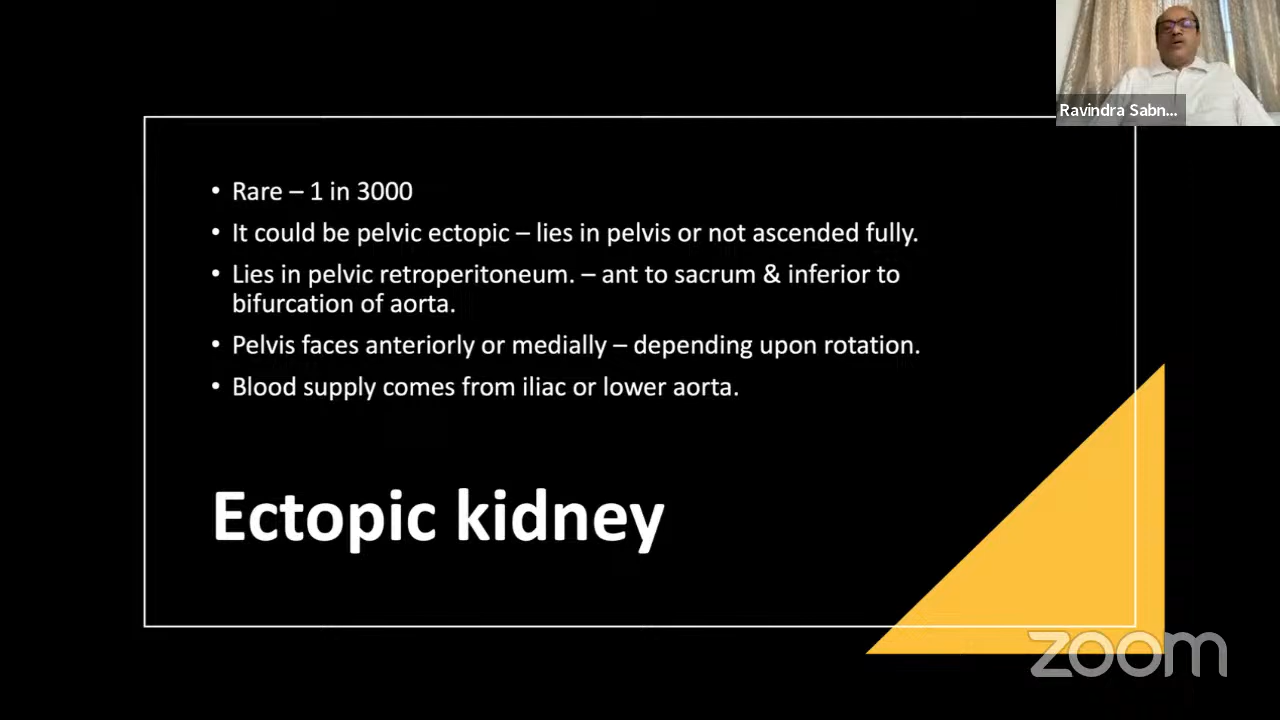 Ravindra Sabn...
• Rare – 1 in 3000
• It could be pelvic ectopic – lies in pelvis or not ascended fully.
• Lies in pelvic retroperitoneum. – ant to sacrum & inferior to
bifurcation of aorta.
• Pelvis faces anteriorly or medially – depending upon rotation.
• Blood supply comes from iliac or lower aorta.
Ectopic kidney
zoom